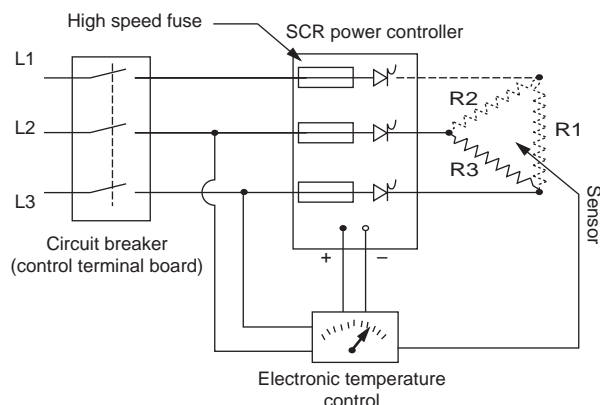 High speed fuse
SCR power controller
L1
L2
L3
R2
R1
R3
Sensor
Circuit breaker
(control terminal board)
+
–
Electronic temperature
control